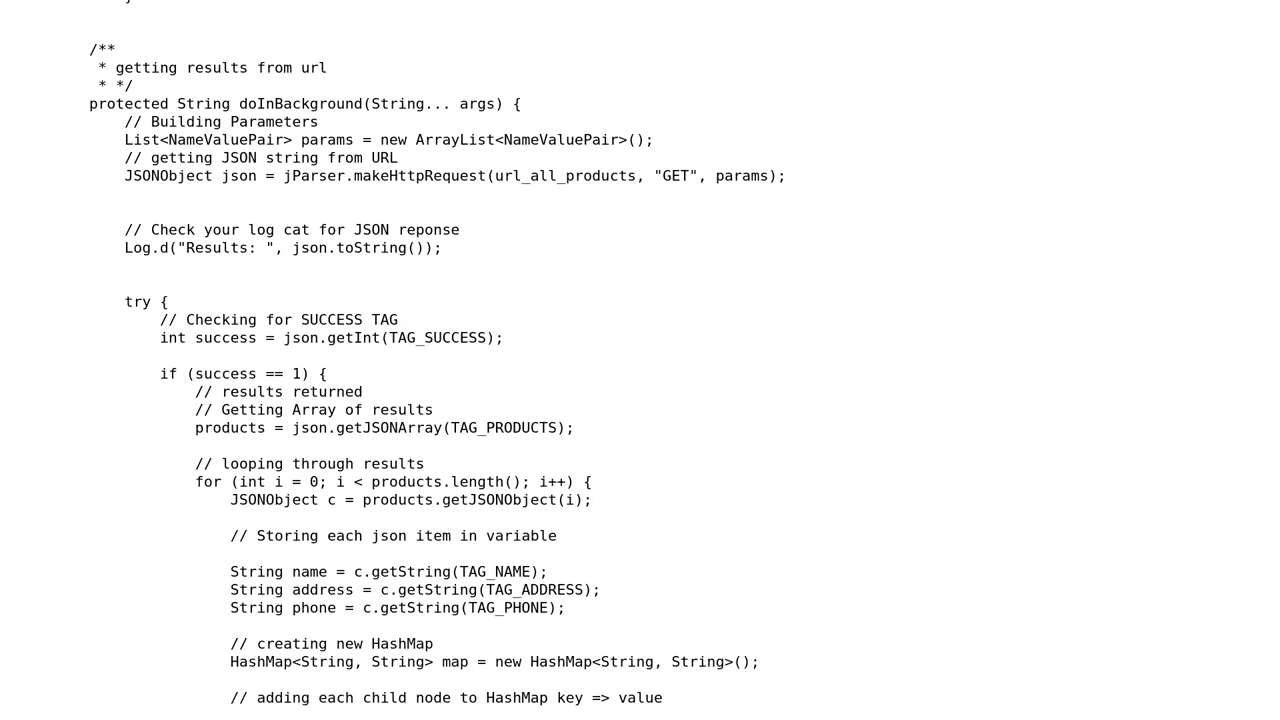 /**
 * getting results from url
 * */
protected String doInBackground(String... args) {
    // Building Parameters
    List<NameValuePair> params = new ArrayList<NameValuePair>();
    // getting JSON string from URL
    JSONObject json = jParser.makeHttpRequest(url_all_products, "GET", params);
    // Check your log cat for JSON reponse
    Log.d("Results: ", json.toString());
    try {
        // Checking for SUCCESS TAG
        int success = json.getInt(TAG_SUCCESS);
        if (success == 1) {
            // results returned
            // Getting Array of results
            products = json.getJSONArray(TAG_PRODUCTS);
            // looping through results
            for (int i = 0; i < products.length(); i++) {
                JSONObject c = products.getJSONObject(i);
                // Storing each json item in variable
                String name = c.getString(TAG_NAME);
                String address = c.getString(TAG_ADDRESS);
                String phone = c.getString(TAG_PHONE);
                // creating new HashMap
                HashMap<String, String> map = new HashMap<String, String>();
                // adding each child node to HashMap key => value